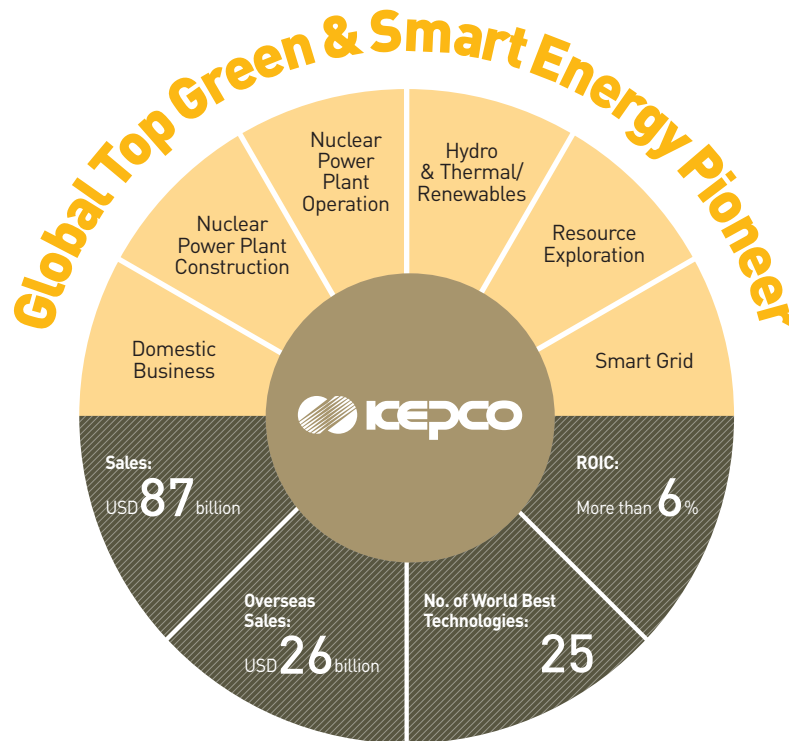 Global Top Green & Smart Energy Pioneer
Nuclear
Power
Plant
Operation
Hydro
& Thermal/
Renewables
Nuclear
Power Plant
Construction
Resource
Exploration
Domestic
Business
Smart Grid
KEPCO
Sales:
USD 87 billion
ROIC:
More than 6 %
Overseas
Sales:
USD 26 billion
No. of World Best
Technologies:
25